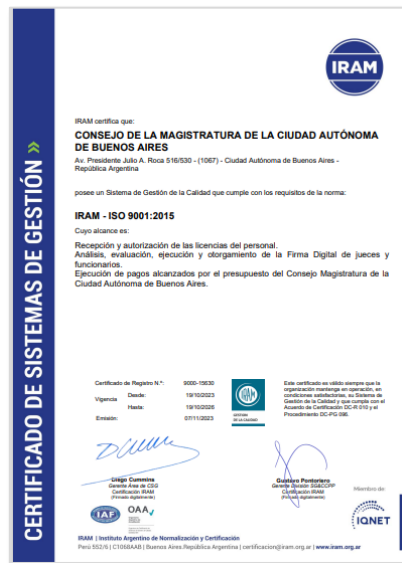 IRAM
CERTIFICADO DE SISTEMAS DE GESTIÓN »
IRAM certifica que:
CONSEJO DE LA MAGISTRATURA DE LA CIUDAD AUTÓNOMA
DE BUENOS AIRES
Av. Presidente Julio A. Roca 516/530 - (1067) - Ciudad Autónoma de Buenos Aires -
República Argentina
posee un Sistema de Gestión de la Calidad que cumple con los requisitos de la norma:
IRAM - ISO 9001:2015
Cuyo alcance es:
Recepción y autorización de las licencias del personal.
Análisis, evaluación, ejecución y otorgamiento de la Firma Digital de jueces y
funcionarios.
Ejecución de pagos alcanzados por el presupuesto del Consejo Magistratura de la
Ciudad Autónoma de Buenos Aires.
Certificado de Registro N.º: 9000-15630
Vigencia Desde: 19/10/2023
Hasta: 19/10/2026
Emisión: 07/11/2023
IRAM
GESTIÓN
DE LA CALIDAD
Este certificado es válido siempre que la
organización mantenga en operación, en
condiciones satisfactorias, su Sistema de
Gestión de la Calidad y que cumpla con el
Acuerdo de Certificación DC-R 010 y el
Procedimiento DC-PG 096.
Diego Cummins
Gerente Área de CSG
Certificación IRAM
(Firmado digitalmente)
Gustavo Pontoriero
Gerente División SG&CCPP
Certificación IRAM
(Firmado digitalmente)
Miembro de:
IAF
OAA
IQNET
IRAM | Instituto Argentino de Normalización y Certificación
Perú 552/6 | C1068AAB | Buenos Aires República Argentina | certificacion@iram.org.ar | www.iram.org.ar